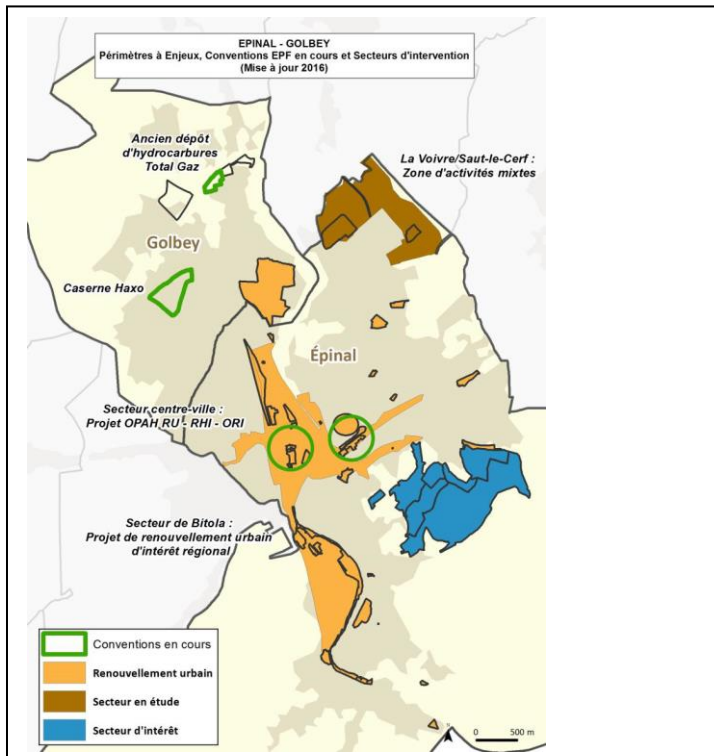 EPINAL - GOLBEY
Périmètres à Enjeux, Conventions EPF en cours et Secteurs d'intervention
(Mise à jour 2016)
Ancien dépôt
d'hydrocarbures
Total Gaz
La Voivre/Saut-le-Cerf :
Zone d'activités mixtes
Golbey
Caserne Haxo
Épinal
Secteur centre-ville :
Projet OPAH RU - RHI - ORI
Secteur de Bitola :
Projet de renouvellement urbain
d'intérêt régional
Conventions en cours
Renouvellement urbain
Secteur en étude
Secteur d'intérêt
0 500 m